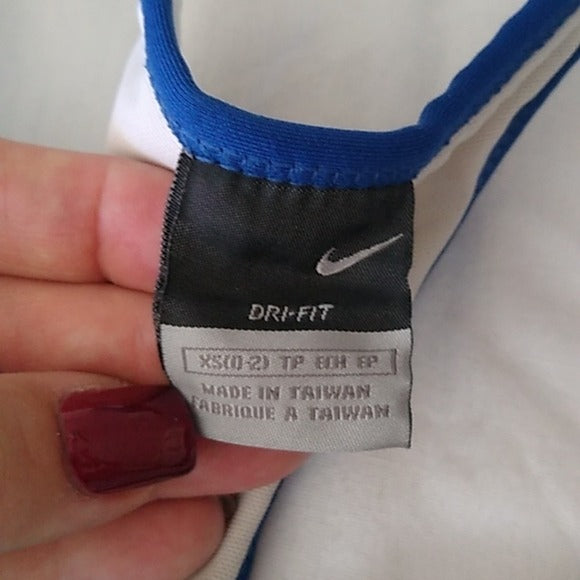 DRI-FIT
XS(0-2) TP ECH EP
MADE IN TAIWAN
FABRIQUE A TAIWAN